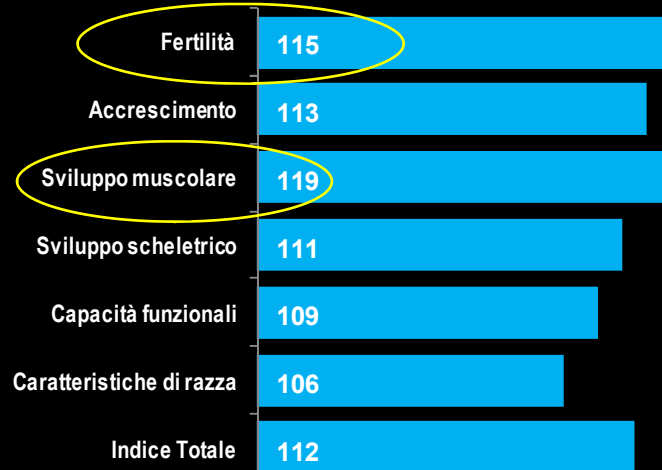 Fertilità 115
Accrescimento 113
Sviluppo muscolare 119
Sviluppo scheletrico 111
Capacità funzionali 109
Caratteristiche di razza 106
Indice Totale 112